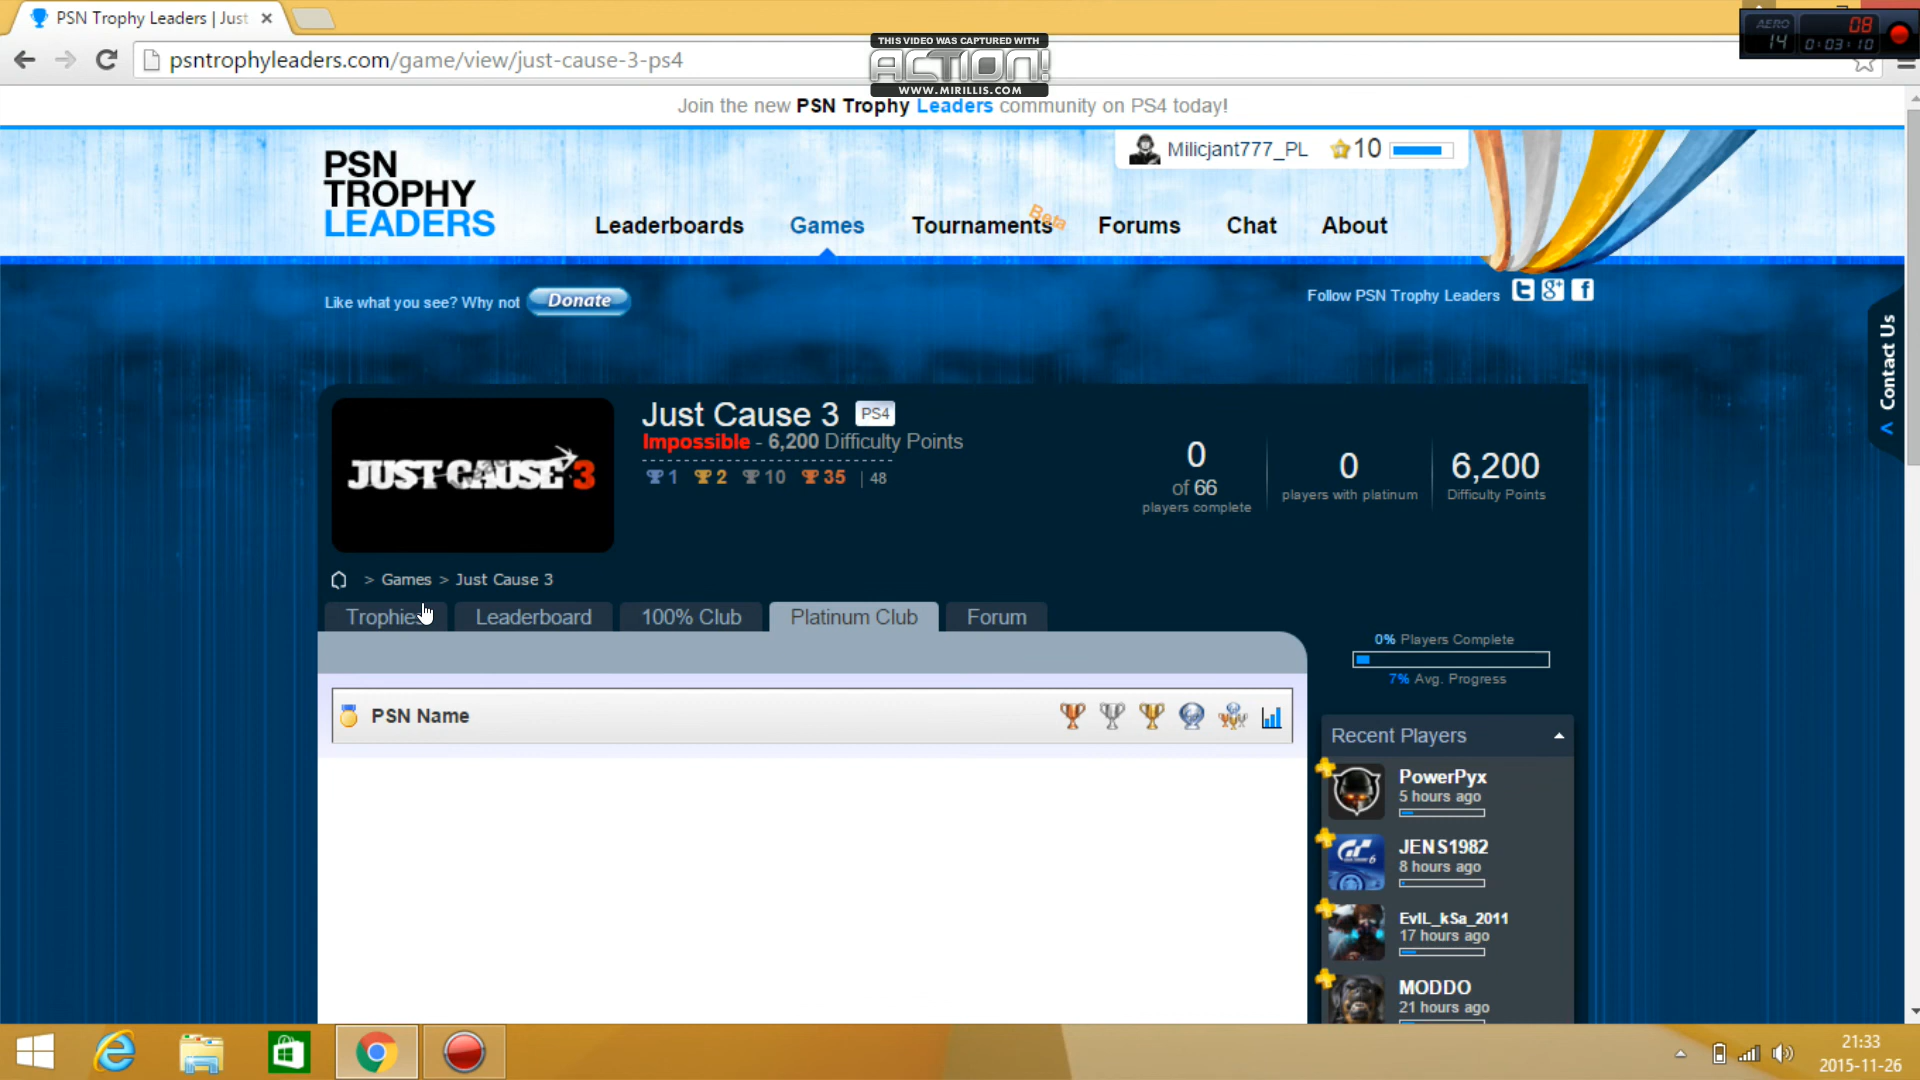 PSN Trophy Leaders | Just
psntrophyleaders.com/game/view/just-cause-3-ps4
THIS VIDEO WAS CAPTURED WITH
ACTION!
WWW.MIRILLIS.COM
AERO
14
08
0:03:10
Join the new PSN Trophy Leaders community on PS4 today!
PSN
TROPHY
LEADERS
Milicjant777_PL 10
Leaderboards Games Tournaments Beta Forums Chat About
Like what you see? Why not Donate
Follow PSN Trophy Leaders
Contact Us
JUST CAUSE 3
Just Cause 3 PS4
Impossible - 6,200 Difficulty Points
1 2 10 35 | 48
0
of 66
players complete
0
players with platinum
6,200
Difficulty Points
> Games > Just Cause 3
Trophies Leaderboard 100% Club Platinum Club Forum
0% Players Complete
7% Avg. Progress
PSN Name
Recent Players
PowerPyx
5 hours ago
JENS1982
8 hours ago
EvIL_kSa_2011
17 hours ago
MODDO
21 hours ago
21:33
2015-11-26